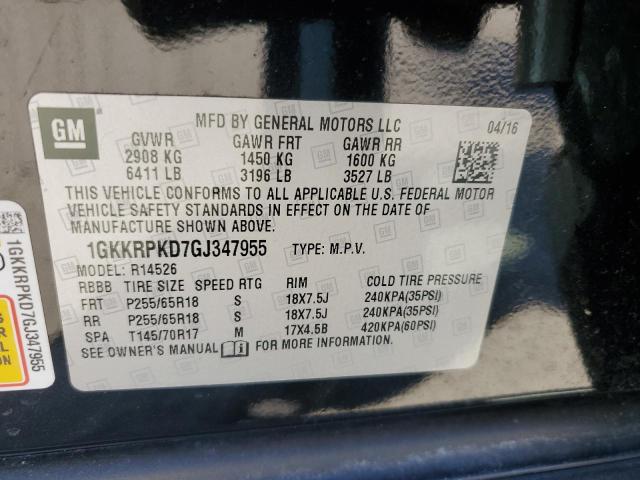 GM
MFD BY GENERAL MOTORS LLC 04/16
GVWR GAWR FRT GAWR RR
2908 KG 1450 KG 1600 KG
6411 LB 3196 LB 3527 LB
THIS VEHICLE CONFORMS TO ALL APPLICABLE U.S. FEDERAL MOTOR
VEHICLE SAFETY STANDARDS IN EFFECT ON THE DATE OF
MANUFACTURE SHOWN ABOVE.
1GKKRPKD7GJ347955 TYPE: M.P.V.
MODEL: R14526
RBBB TIRE SIZE SPEED RTG RIM COLD TIRE PRESSURE
FRT P255/65R18 S 18X7.5J 240KPA(35PSI)
RR P255/65R18 S 18X7.5J 240KPA(35PSI)
SPA T145/70R17 M 17X4.5B 420KPA(60PSI)
SEE OWNER'S MANUAL FOR MORE INFORMATION.
1GKKRPKD7GJ347955